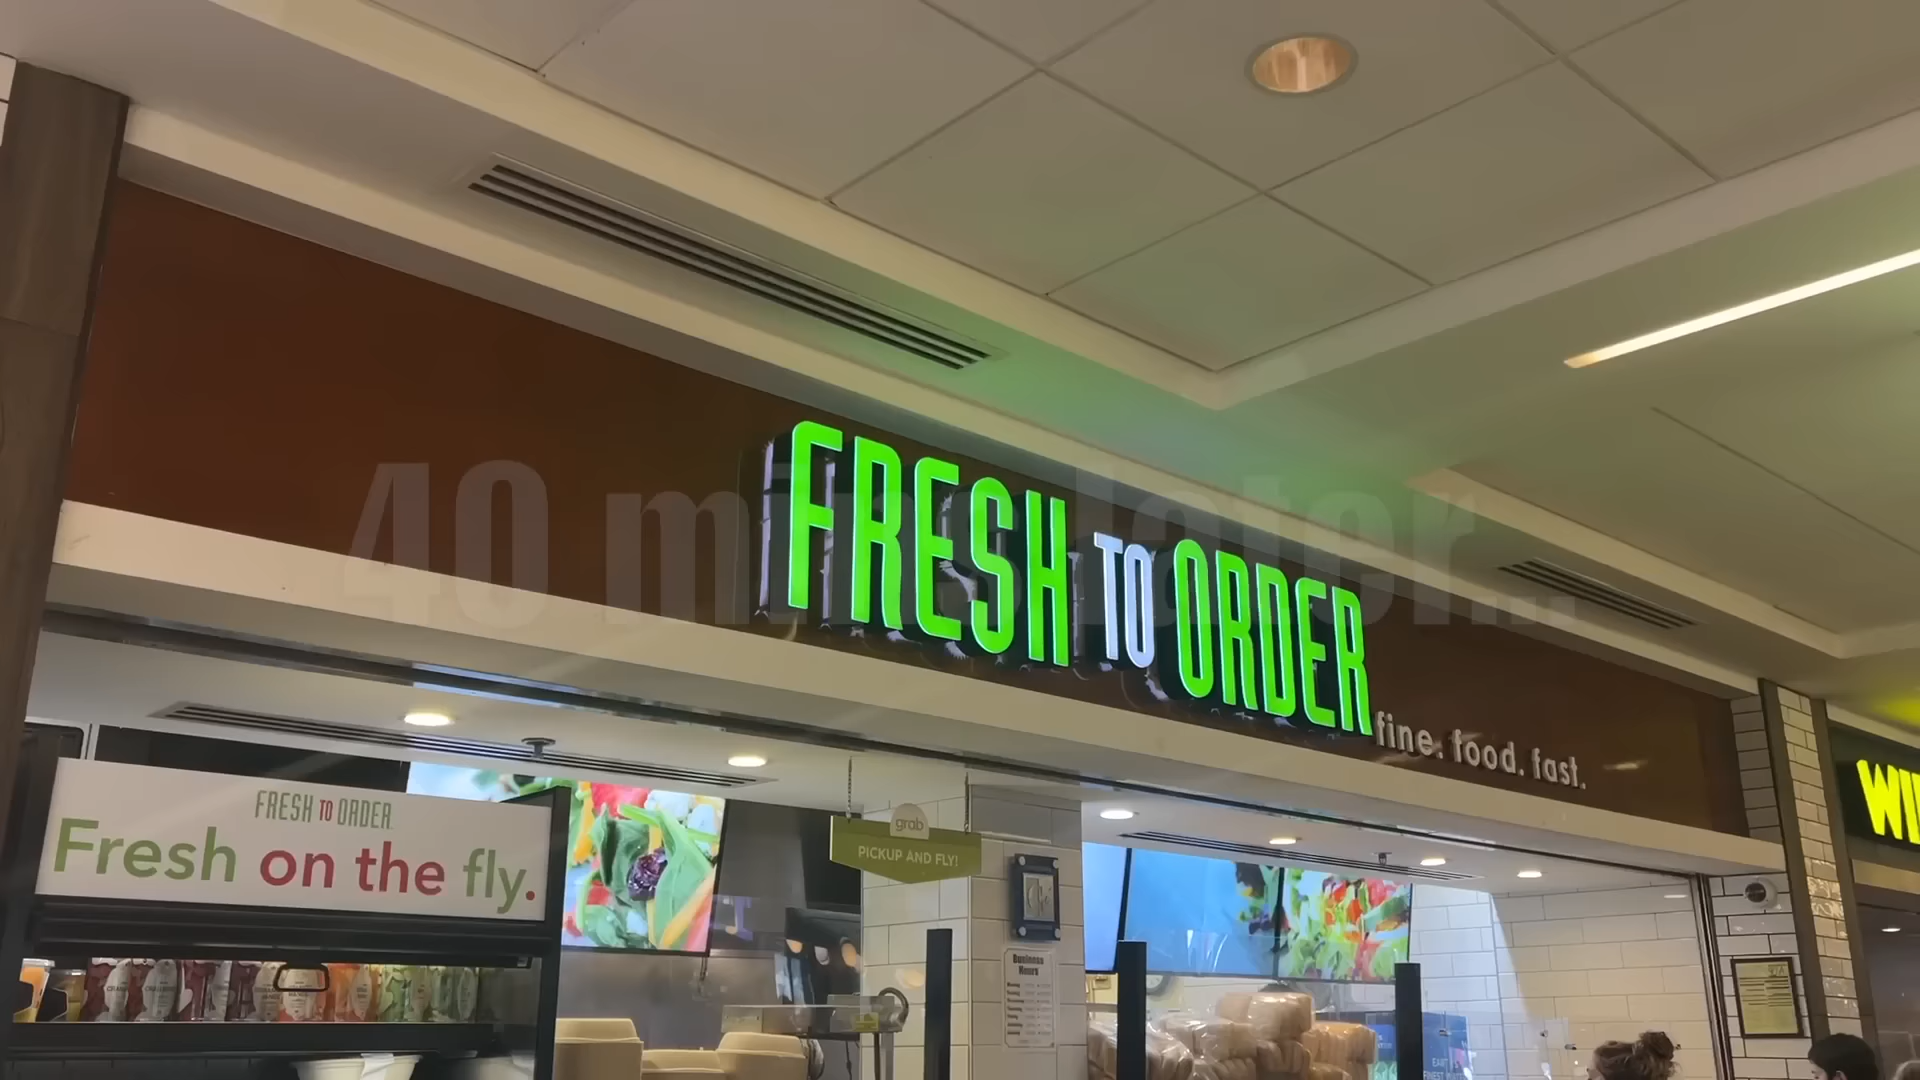 40 mins later...
FRESH TO ORDER
fine. food. fast.
FRESH TO ORDER
Fresh on the fly.
grab
PICKUP AND FLY!
Business
Hours